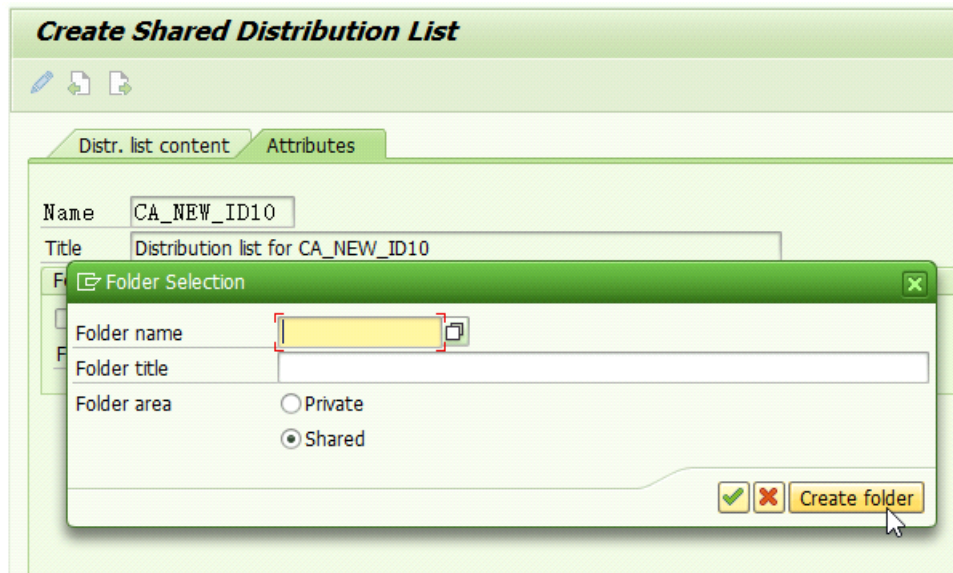 Create Shared Distribution List
Distr. list content Attributes
Name CA_NEW_ID10
Title Distribution list for CA_NEW_ID10
Folder Selection
Folder name
Folder title
Folder area Private
Shared
Create folder